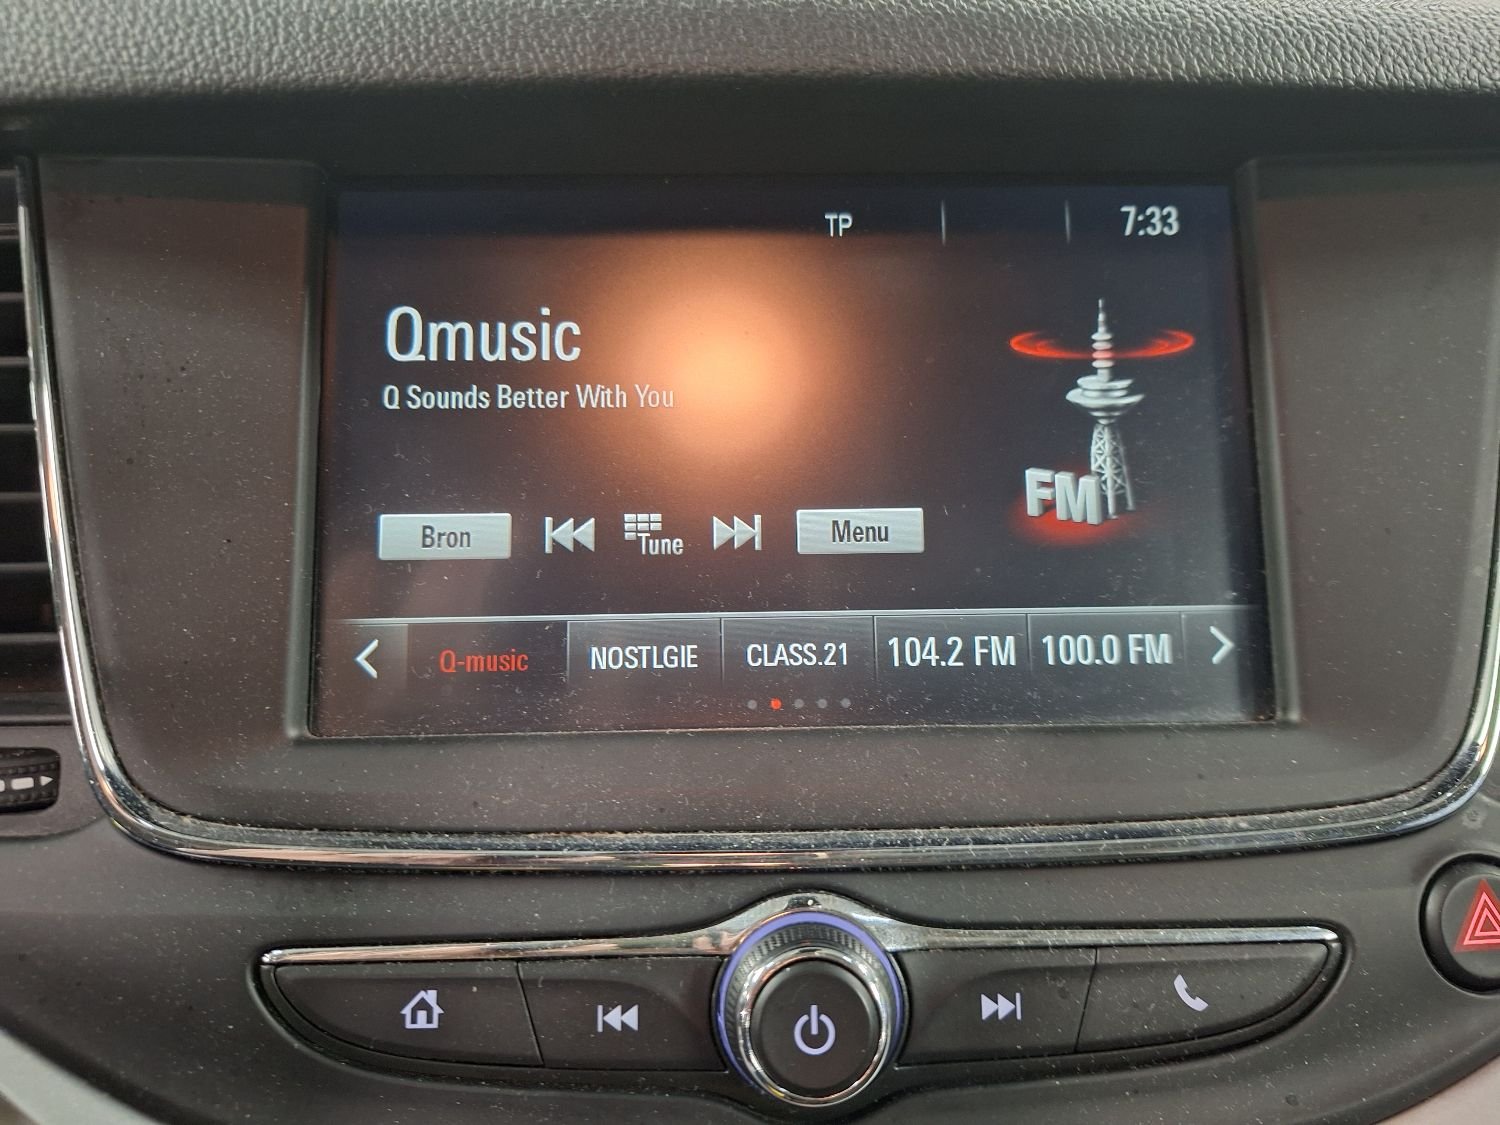 TP 7:33
Qmusic
Q Sounds Better With You
FM
Bron Tune Menu
Q-music NOSTLGIE CLASS.21 104.2 FM 100.0 FM